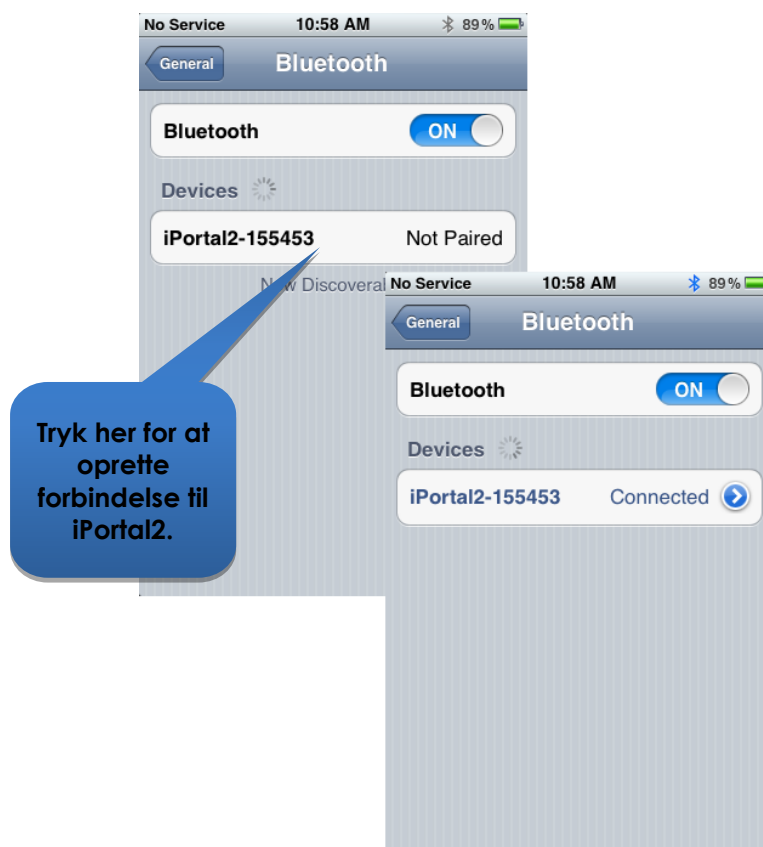 No Service 10:58 AM 89%
General Bluetooth
Bluetooth ON
Devices
iPortal2-155453 Not Paired
Now Discoveral
Tryk her for at
oprette
forbindelse til
iPortal2.
No Service 10:58 AM 89%
General Bluetooth
Bluetooth ON
Devices
iPortal2-155453 Connected